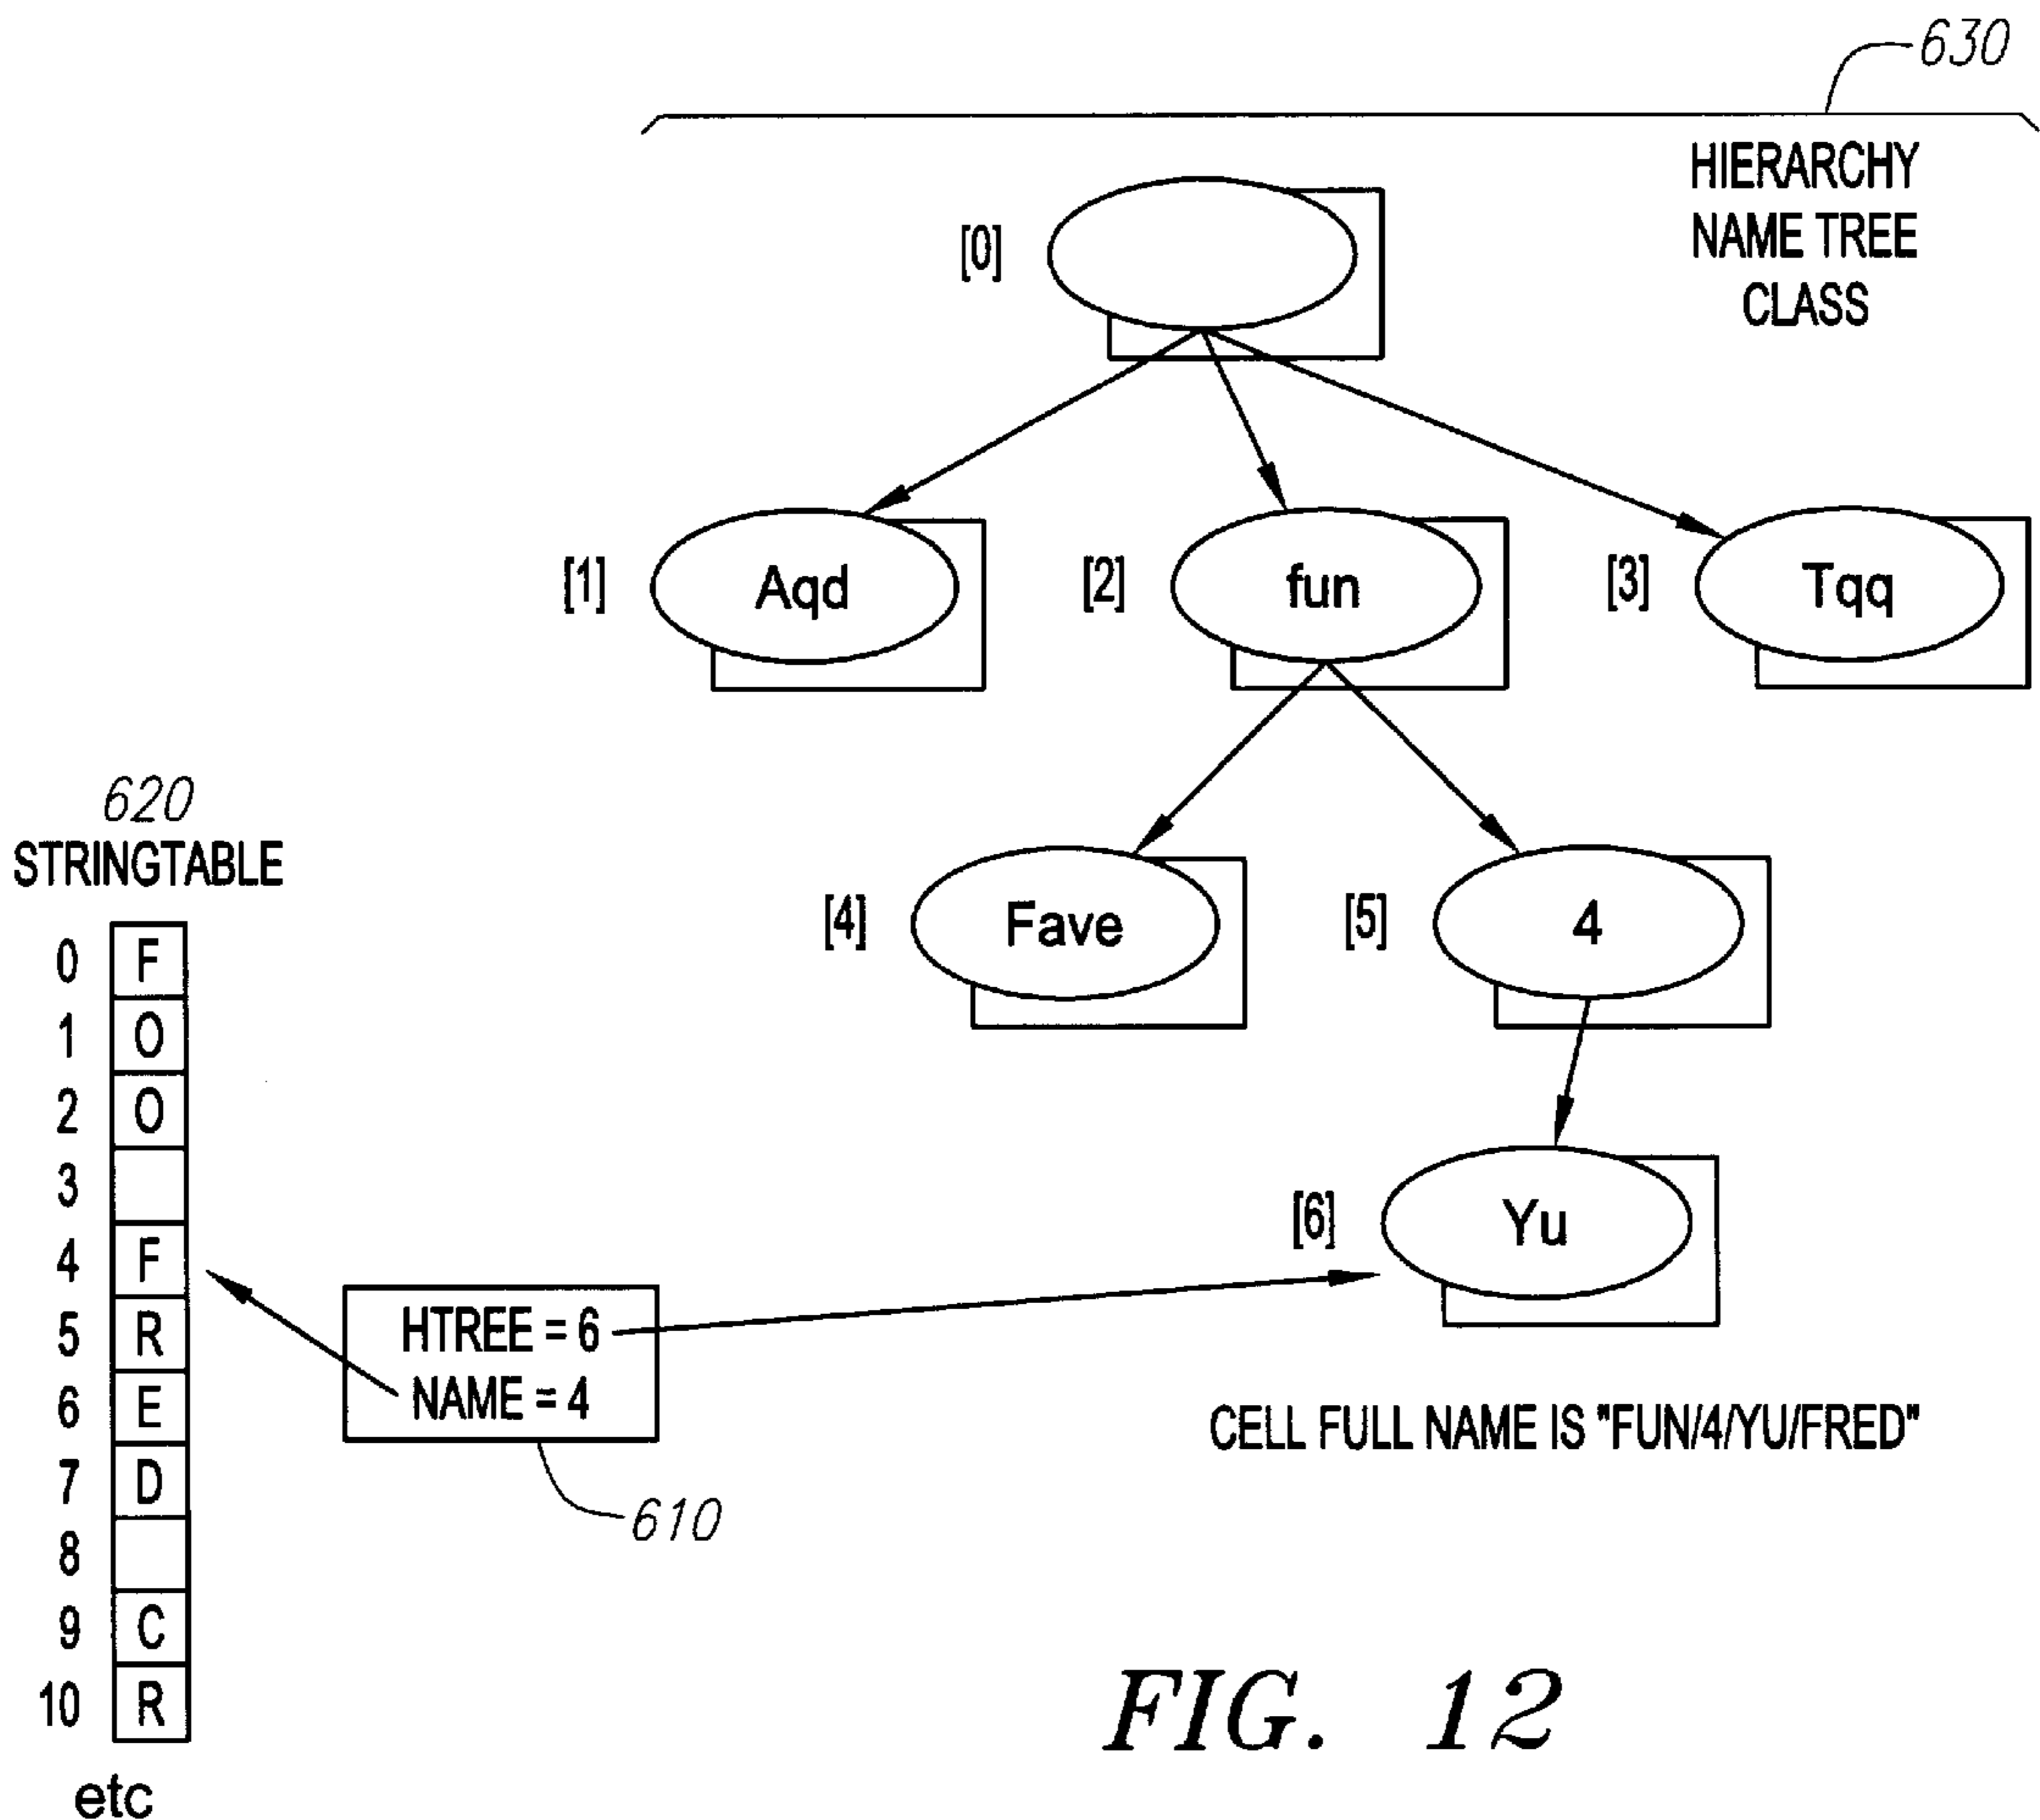 630
HIERARCHY
NAME TREE
CLASS
[0]
[1] Aqd
[2] fun
[3] Tqq
620
STRINGTABLE
[4] Fave
[5] 4
0 F
1 O
2 O
3
4 F
5 R
6 E
7 D
8
9 C
10 R
etc
[6] Yu
HTREE = 6
NAME = 4
610
CELL FULL NAME IS "FUN/4/YU/FRED"
FIG. 12